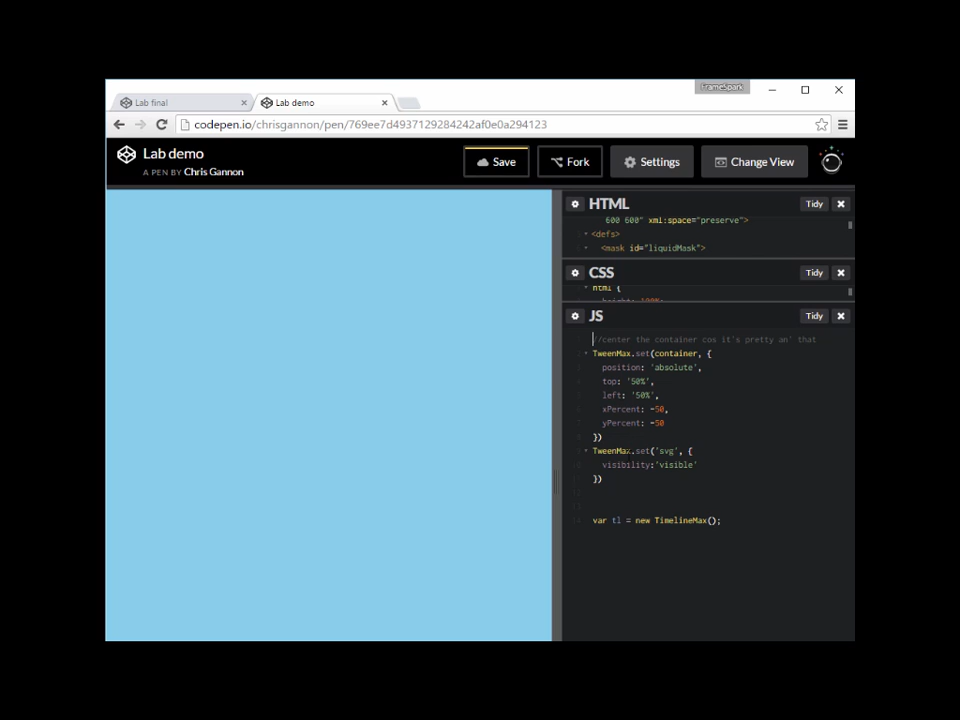 FrameSpark
Lab final
Lab demo
codepen.io/chrisgannon/pen/769ee7d4937129284242af0e0a294123
Lab demo
A PEN BY Chris Gannon
Save
Fork
Settings
Change View
HTML
Tidy
600 600" xml:space="preserve">
<defs>
<mask id="liquidMask">
CSS
Tidy
html {
height: 100%;
JS
Tidy
//center the container cos it's pretty an' that
TweenMax.set(container, {
position: 'absolute',
top: '50%',
left: '50%',
xPercent: -50,
yPercent: -50
})
TweenMax.set('svg', {
visibility:'visible'
})
var tl = new TimelineMax();